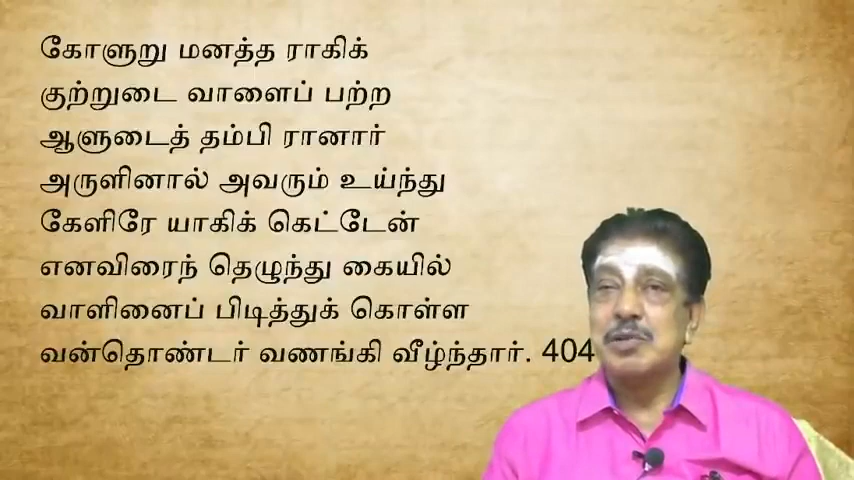 கோளுறு மனத்த ராகிக்
குற்றுடை வாளைப் பற்ற
ஆளுடைத் தம்பி ரானார்
அருளினால் அவரும் உய்ந்து
கேளிரே யாகிக் கெட்டேன்
எனவிரைந் தெழுந்து கையில்
வாளினைப் பிடித்துக் கொள்ள
வன்தொண்டர் வணங்கி வீழ்ந்தார். 404